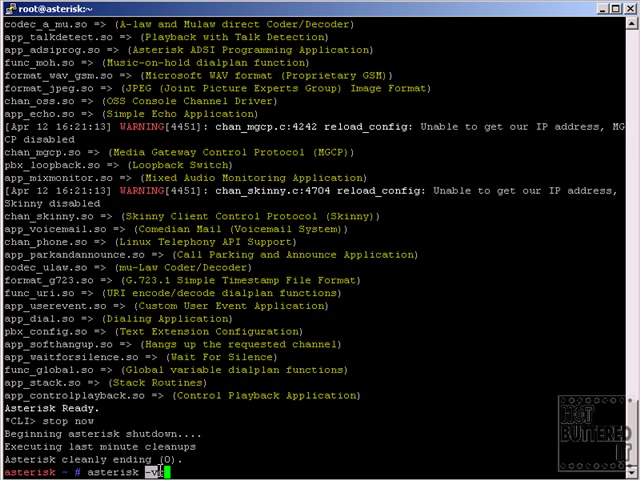 root@asterisk:~
codec_a_mu.so => (A-law and Mulaw direct Coder/Decoder)
app_talkdetect.so => (Playback with Talk Detection)
app_adsiprog.so => (Asterisk ADSI Programming Application)
func_moh.so => (Music-on-hold dialplan function)
format_wav_gsm.so => (Microsoft WAV format (Proprietary GSM))
format_jpeg.so => (JPEG (Joint Picture Experts Group) Image Format)
chan_oss.so => (OSS Console Channel Driver)
app_echo.so => (Simple Echo Application)
[Apr 12 16:21:13] WARNING[4451]: chan_mgcp.c:4242 reload_config: Unable to get our IP address, MG
CP disabled
chan_mgcp.so => (Media Gateway Control Protocol (MGCP))
pbx_loopback.so => (Loopback Switch)
app_mixmonitor.so => (Mixed Audio Monitoring Application)
[Apr 12 16:21:13] WARNING[4451]: chan_skinny.c:4704 reload_config: Unable to get our IP address,
Skinny disabled
chan_skinny.so => (Skinny Client Control Protocol (Skinny))
app_voicemail.so => (Comedian Mail (Voicemail System))
chan_phone.so => (Linux Telephony API Support)
app_parkandannounce.so => (Call Parking and Announce Application)
codec_ulaw.so => (mu-Law Coder/Decoder)
format_g723.so => (G.723.1 Simple Timestamp File Format)
func_uri.so => (URI encode/decode dialplan functions)
app_userevent.so => (Custom User Event Application)
app_dial.so => (Dialing Application)
pbx_config.so => (Text Extension Configuration)
app_softhangup.so => (Hangs up the requested channel)
app_waitforsilence.so => (Wait For Silence)
func_global.so => (Global variable dialplan functions)
app_stack.so => (Stack Routines)
app_controlplayback.so => (Control Playback Application)
Asterisk Ready.
*CLI> stop now
Beginning asterisk shutdown....
Executing last minute cleanups
Asterisk cleanly ending (0).
asterisk ~ # asterisk
HOT
BUTTERED
IT